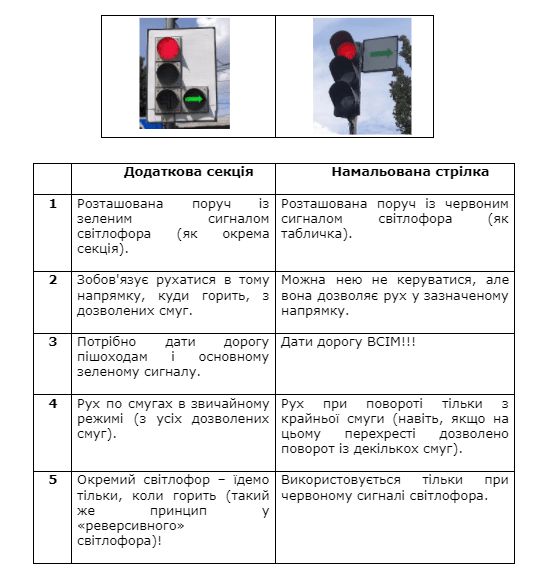 Додаткова секція
Намальована стрілка
1
Розташована поруч із
зеленим сигналом
світлофора (як окрема
секція).
Розташована поруч із червоним
сигналом світлофора (як
табличка).
2
Зобов'язує рухатися в тому
напрямку, куди горить, з
дозволених смуг.
Можна нею не керуватися, але
вона дозволяє рух у зазначеному
напрямку.
3
Потрібно дати дорогу
пішоходам і основному
зеленому сигналу.
Дати дорогу ВСІМ!!!
4
Рух по смугах в звичайному
режимі (з усіх дозволених
смуг).
Рух при повороті тільки з
крайньої смуги (навіть, якщо на
цьому перехресті дозволено
поворот із декількох смуг).
5
Окремий світлофор – їдемо
тільки, коли горить (такий
же принцип у
«реверсивного»
світлофора)!
Використовується тільки при
червоному сигналі світлофора.